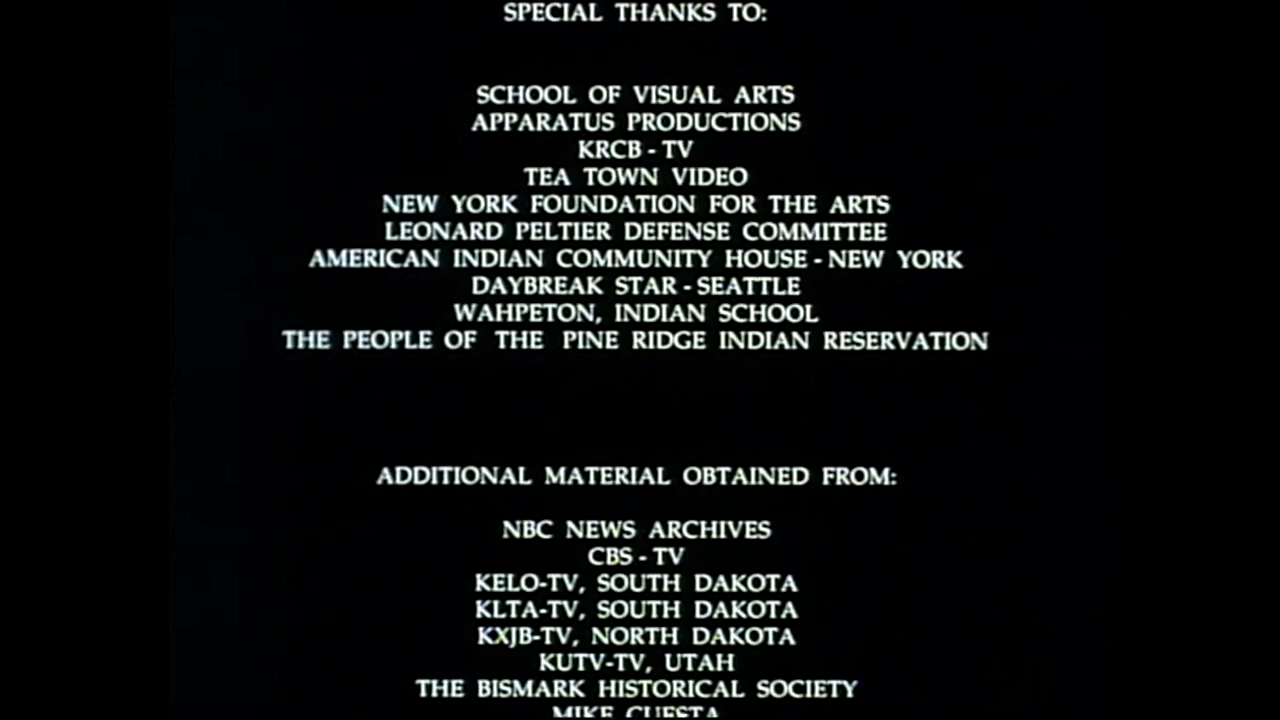 SPECIAL THANKS TO:
SCHOOL OF VISUAL ARTS
APPARATUS PRODUCTIONS
KRCB - TV
TEA TOWN VIDEO
NEW YORK FOUNDATION FOR THE ARTS
LEONARD PELTIER DEFENSE COMMITTEE
AMERICAN INDIAN COMMUNITY HOUSE - NEW YORK
DAYBREAK STAR - SEATTLE
WAHPETON, INDIAN SCHOOL
THE PEOPLE OF THE PINE RIDGE INDIAN RESERVATION
ADDITIONAL MATERIAL OBTAINED FROM:
NBC NEWS ARCHIVES
CBS - TV
KELO-TV, SOUTH DAKOTA
KLTA-TV, SOUTH DAKOTA
KXJB-TV, NORTH DAKOTA
KUTV-TV, UTAH
THE BISMARK HISTORICAL SOCIETY
MIKE CUESTA